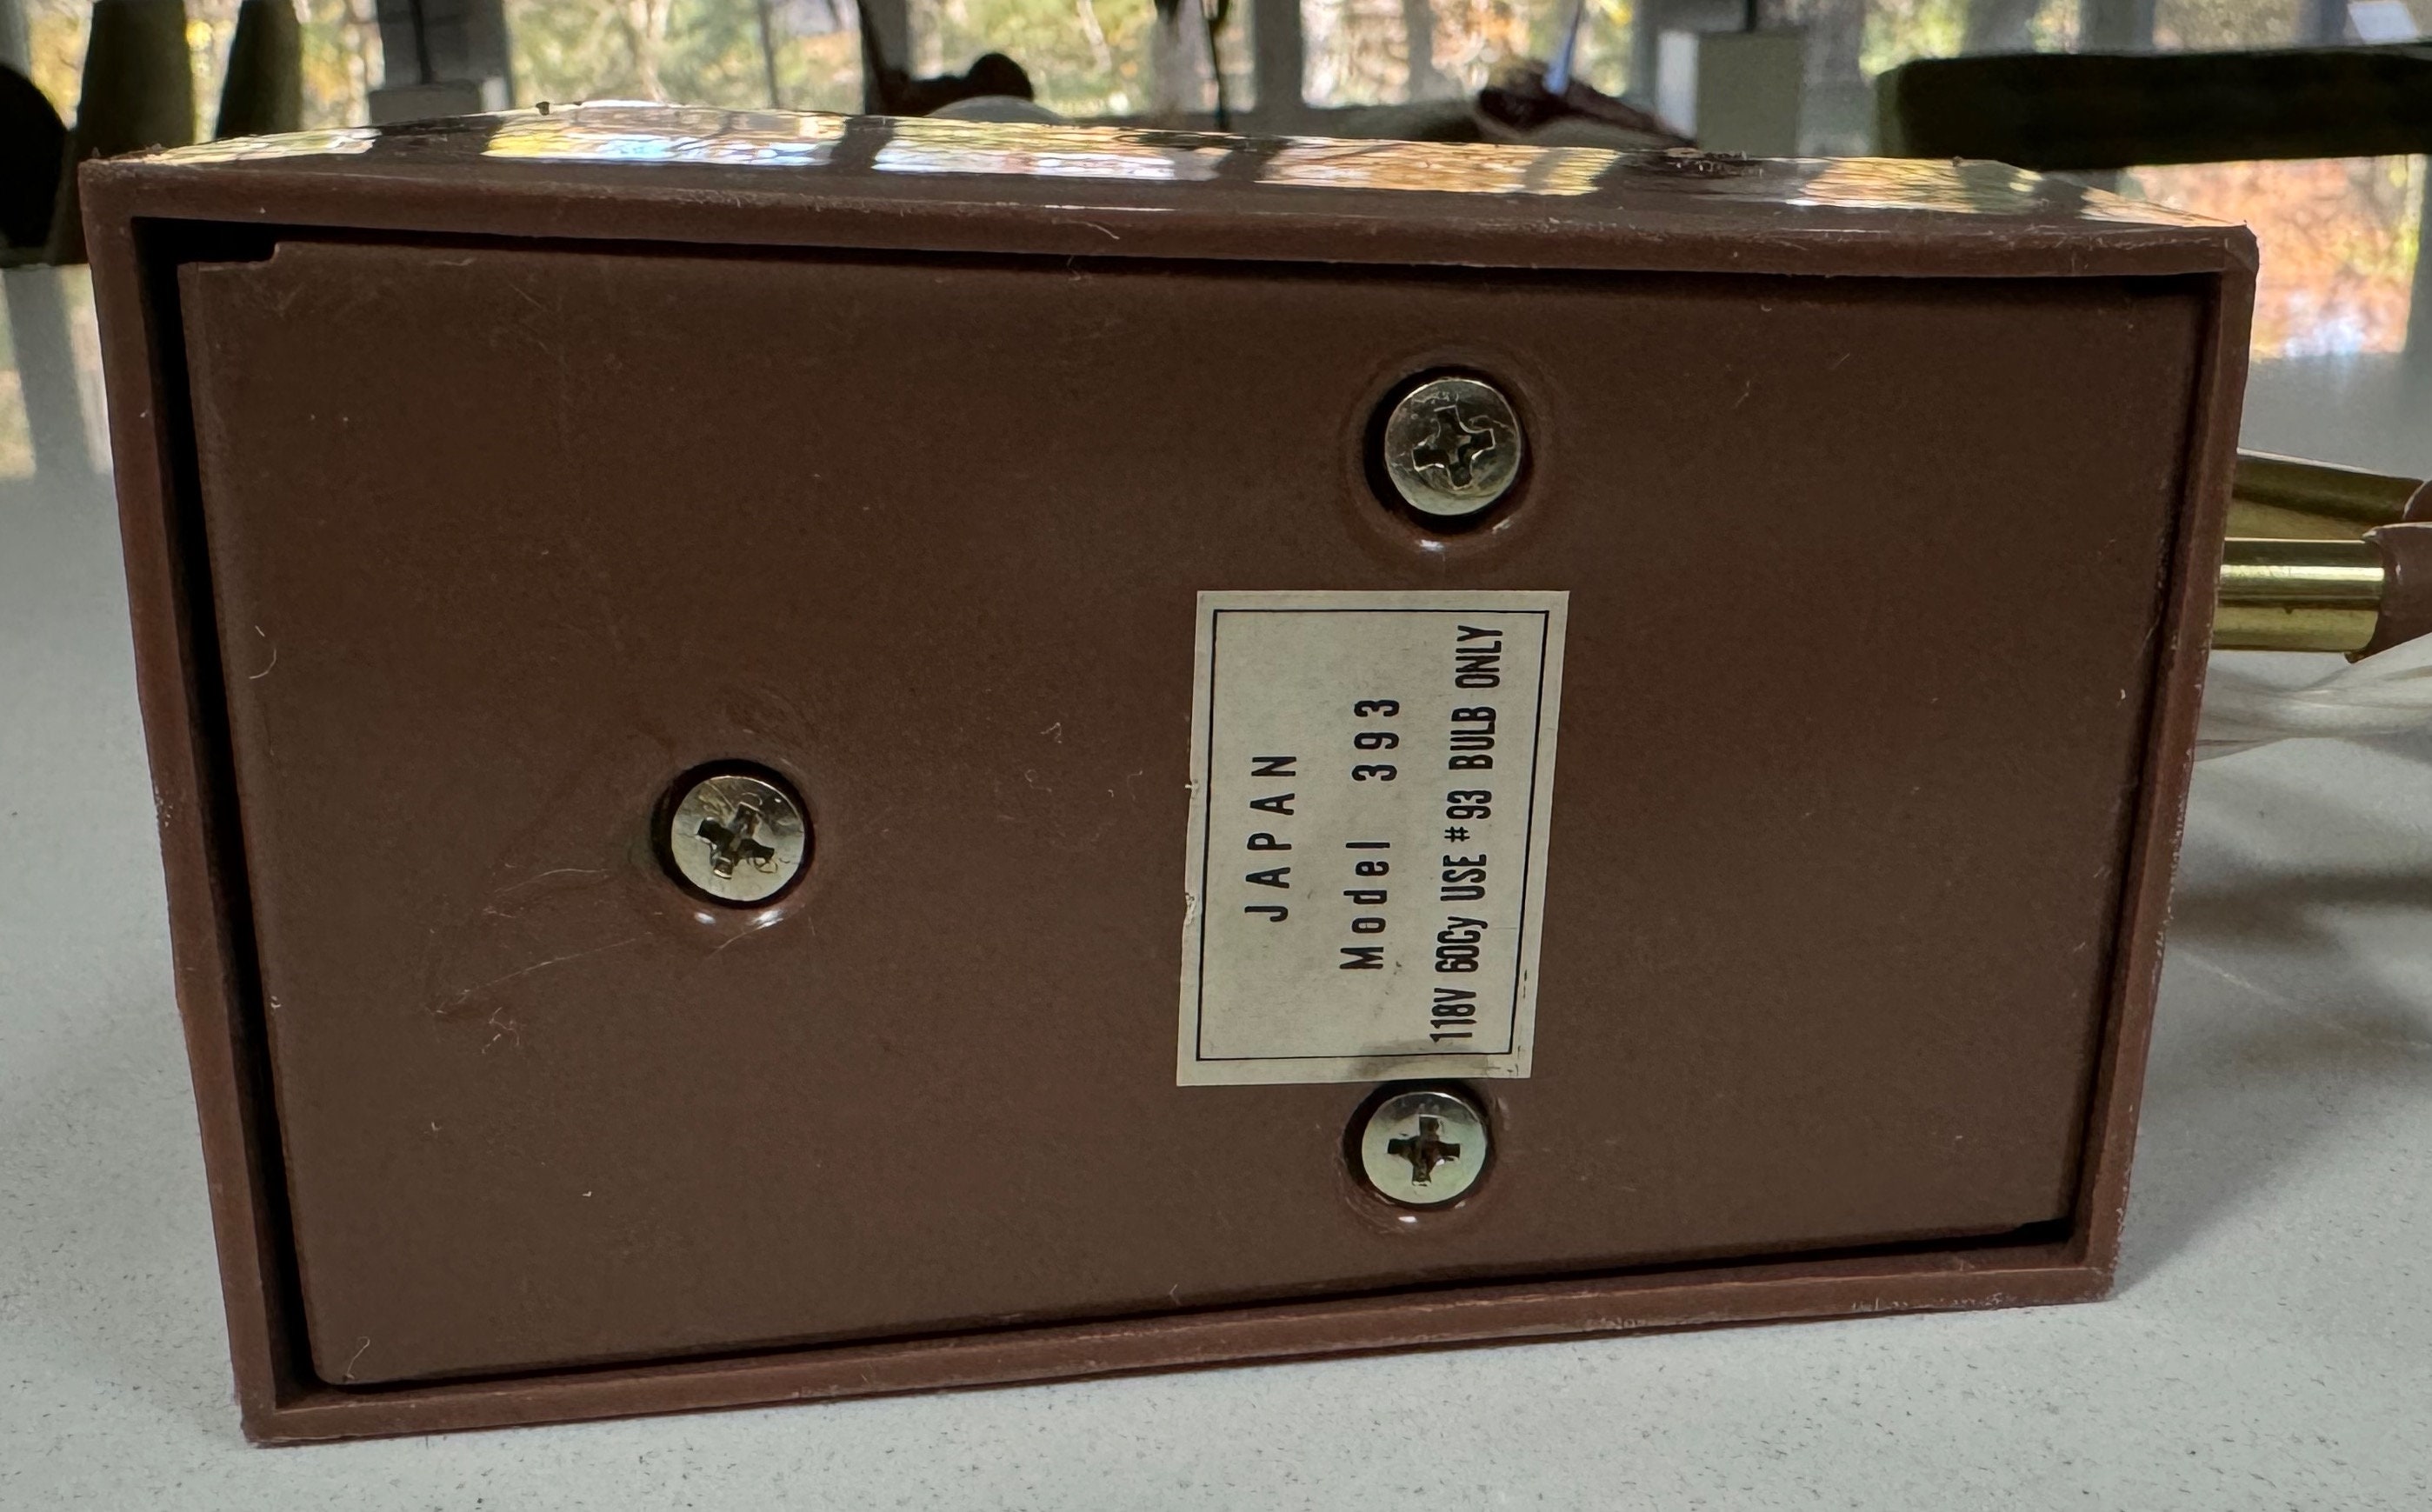 JAPAN
Model 393
118V 60Cy USE #93 BULB ONLY